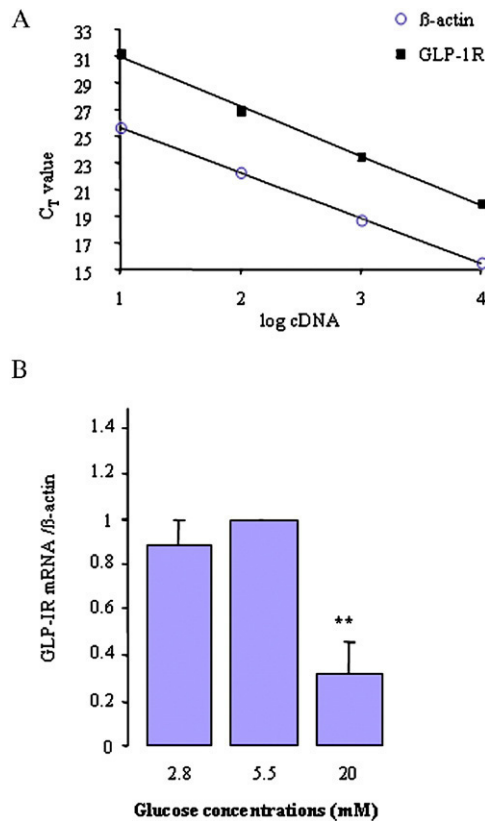 A
ß-actin
GLP-1R
33
31
29
27
25
23
21
19
17
15
C_T value
1 2 3 4
log cDNA
B
1.4
1.2
1
0.8
0.6
0.4
0.2
0
GLP-IR mRNA /ß-actin
**
2.8 5.5 20
Glucose concentrations (mM)